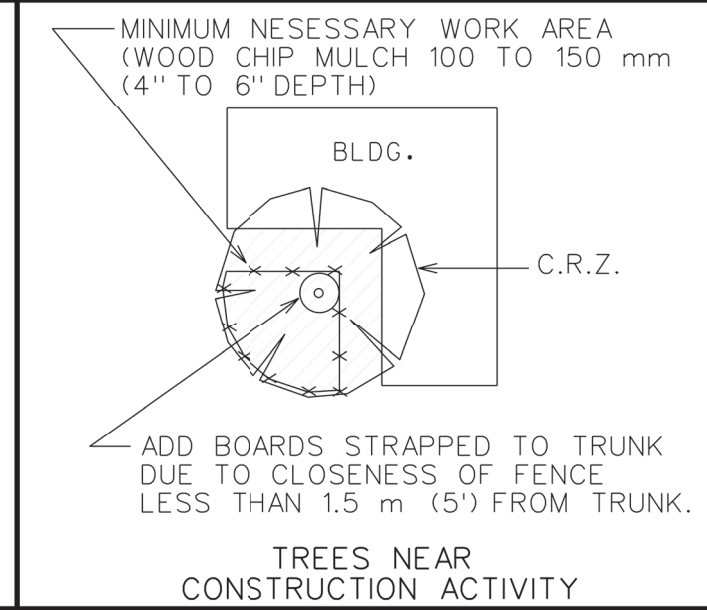 MINIMUM NESESSARY WORK AREA
(WOOD CHIP MULCH 100 TO 150 mm
(4" TO 6" DEPTH)
BLDG.
C.R.Z.
ADD BOARDS STRAPPED TO TRUNK
DUE TO CLOSENESS OF FENCE
LESS THAN 1.5 m (5') FROM TRUNK.
TREES NEAR
CONSTRUCTION ACTIVITY